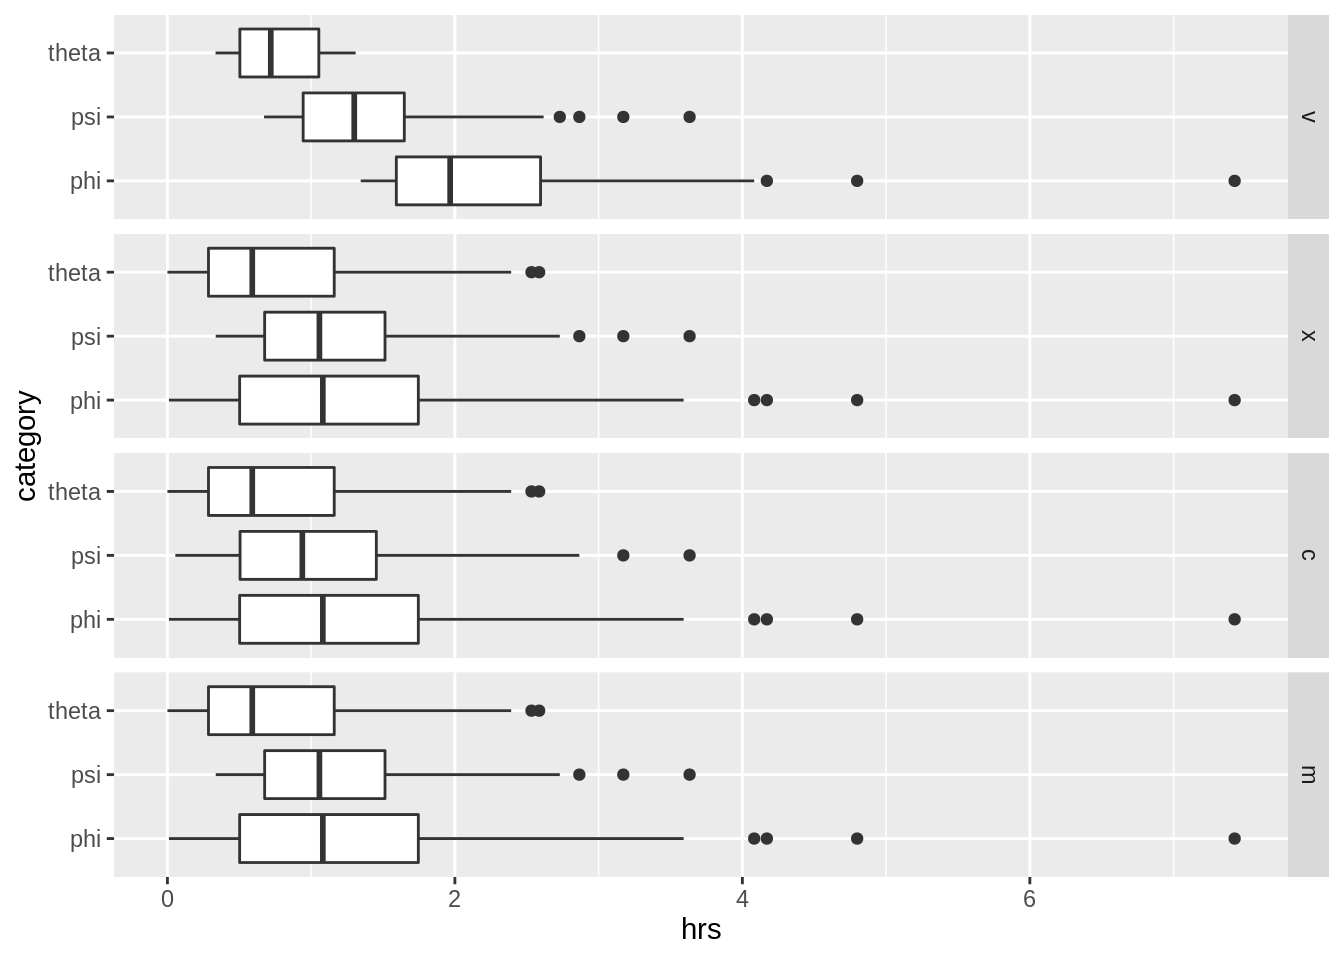 theta
psi
phi
v
theta
psi
phi
x
theta
psi
phi
c
theta
psi
phi
m
category
0 2 4 6
hrs